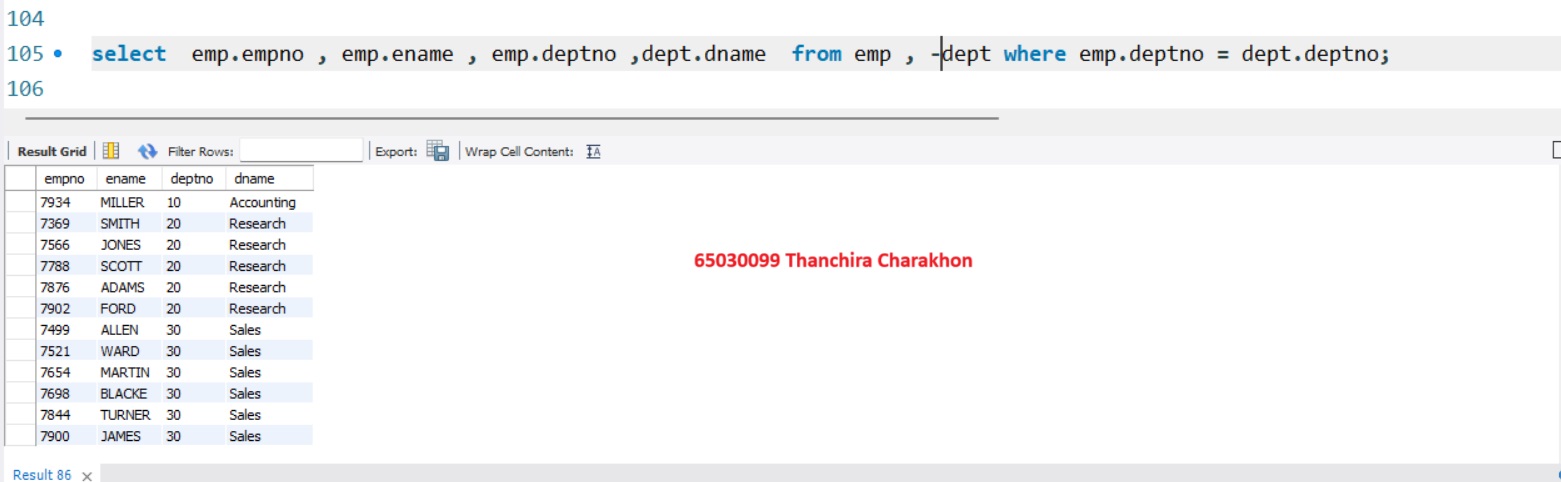 104
105 select emp.empno , emp.ename , emp.deptno ,dept.dname from emp , -dept where emp.deptno = dept.deptno;
106
Result Grid Filter Rows: Export: Wrap Cell Content: IA
empno ename deptno dname
7934 MILLER 10 Accounting
7369 SMITH 20 Research
7566 JONES 20 Research
65030099 Thanchira Charakhon
7788 SCOTT 20 Research
7876 ADAMS 20 Research
7902 FORD 20 Research
7499 ALLEN 30 Sales
7521 WARD 30 Sales
7654 MARTIN 30 Sales
7698 BLACKE 30 Sales
7844 TURNER 30 Sales
7900 JAMES 30 Sales
Result 86